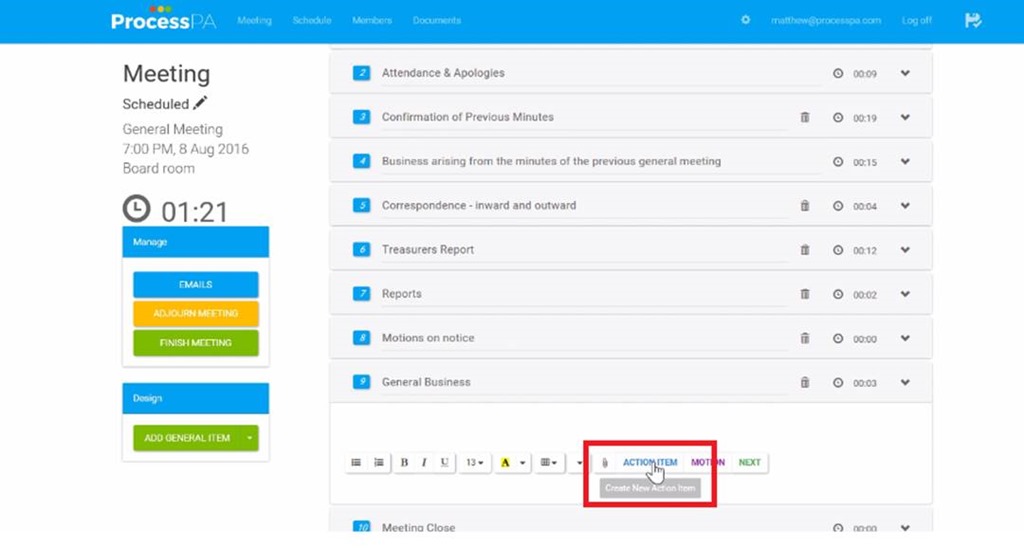 ProcessPA Meeting Schedule Members Documents matthew@processpa.com Log off
Meeting
Scheduled
General Meeting
7:00 PM, 8 Aug 2016
Board room
01:21
Manage
EMAILS
ADJOURN MEETING
FINISH MEETING
Design
ADD GENERAL ITEM
2 Attendance & Apologies 00:09
3 Confirmation of Previous Minutes 00:19
4 Business arising from the minutes of the previous general meeting 00:15
5 Correspondence - inward and outward 00:04
6 Treasurers Report 00:12
7 Reports 00:02
8 Motions on notice 00:00
9 General Business 00:03
B I U 13 A ACTION ITEM MOTION NEXT
Create New Action Item
10 Meeting Close 00:00